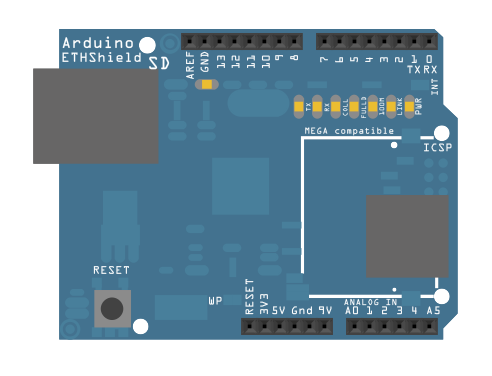 Arduino
ETHShield
SD
AREF
GND
13
12
11
10
9
8
7
6
5
4
3
2
1
0
TX RX
INT
TX
RX
COLL
FULLD
100M
LINK
PWR
MEGA compatible
ICSP
RESET
WP
RESET
3V3
5V Gnd 9V
ANALOG IN
A0 1 2 3 4 A5